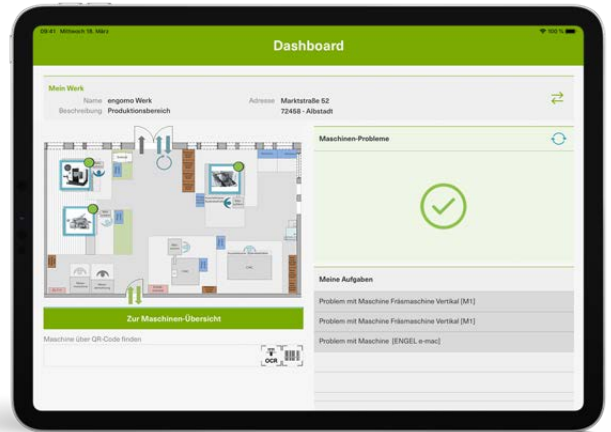 09:41 Mittwoch 18. März
100 %
Dashboard
Mein Werk
Name engomo Werk
Beschreibung Produktionsbereich
Adresse Marktstraße 52
72458 - Albstadt
Maschinen-Probleme
Zur Maschinen-Übersicht
Maschine über QR-Code finden
OCR
Meine Aufgaben
Problem mit Maschine Fräsmaschine Vertikal [M1]
Problem mit Maschine Fräsmaschine Vertikal [M1]
Problem mit Maschine [ENGEL e-mac]